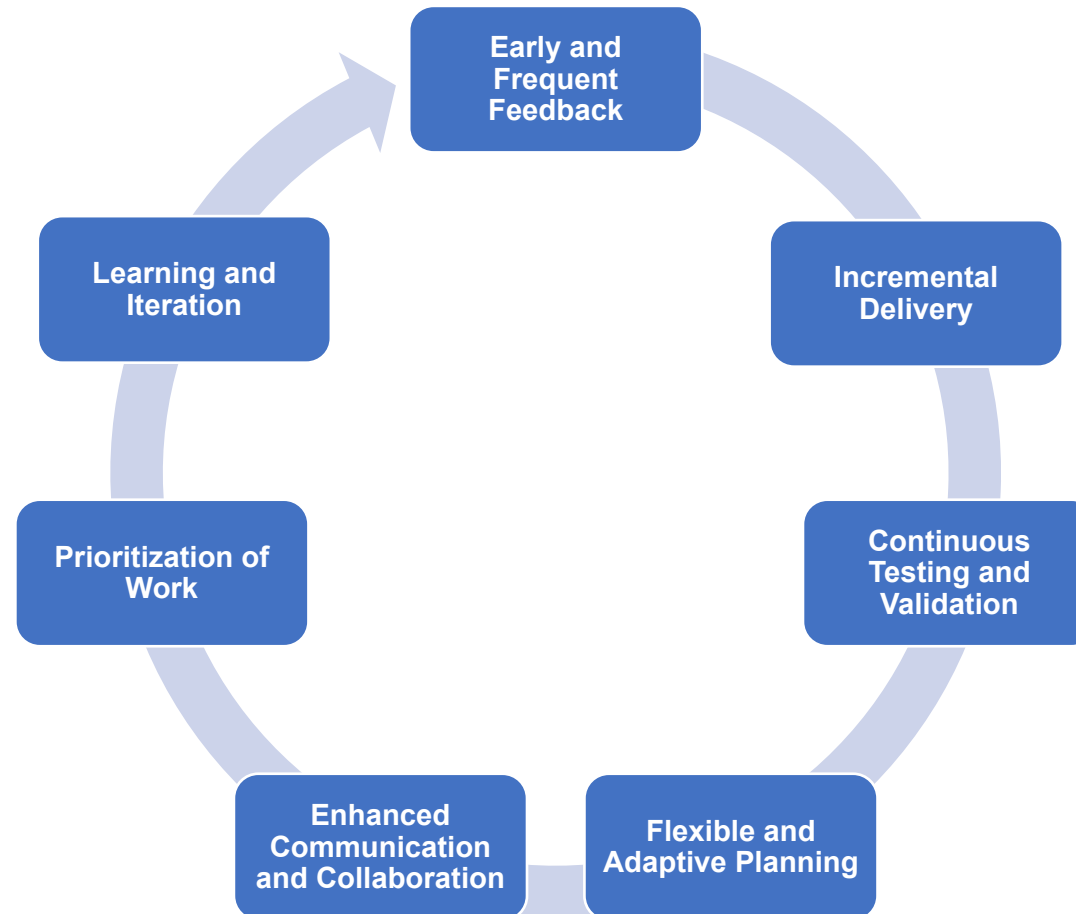 Early and
Frequent
Feedback
Incremental
Delivery
Continuous
Testing and
Validation
Flexible and
Adaptive Planning
Enhanced
Communication
and Collaboration
Prioritization of
Work
Learning and
Iteration